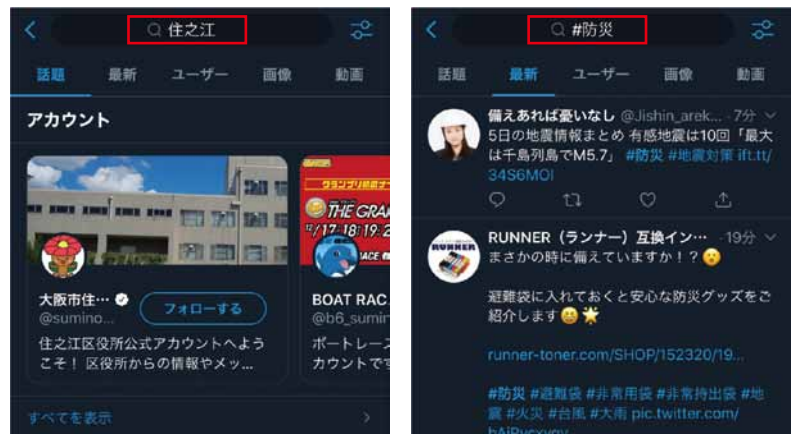 住之江
話題 最新 ユーザー 画像 動画
アカウント
THE GRA
12/17・18・19・2
大阪市住…
@sumino...
フォローする
住之江区役所公式アカウントへよう
こそ！ 区役所からの情報やメッ...
BOAT RAC
@b6_sumir
ボートレース
カウントです
すべてを表示
#防災
話題 最新 ユーザー 画像 動画
備えあれば憂いなし @Jishin_arek... · 7分
5日の地震情報まとめ 有感地震は10回「最大
は千島列島でM5.7」 #防災 #地震対策 ift.tt/
34S6MOI
RUNNER（ランナー）互換イン… · 19分
まさかの時に備えていますか！？😮
避難袋に入れておくと安心な防災グッズをご
紹介します😆🌟
runner-toner.com/SHOP/152320/19...
#防災 #避難袋 #非常用袋 #非常持出袋 #地
震 #火災 #台風 #大雨 pic.twitter.com/